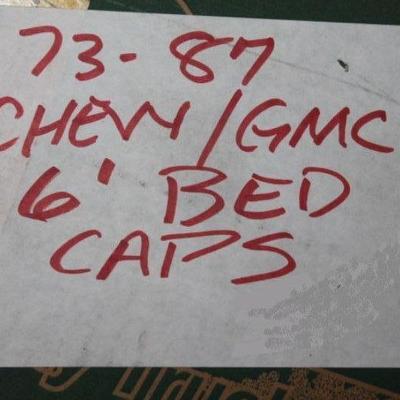 73-87
CHEVY/GMC
6' BED
CAPS